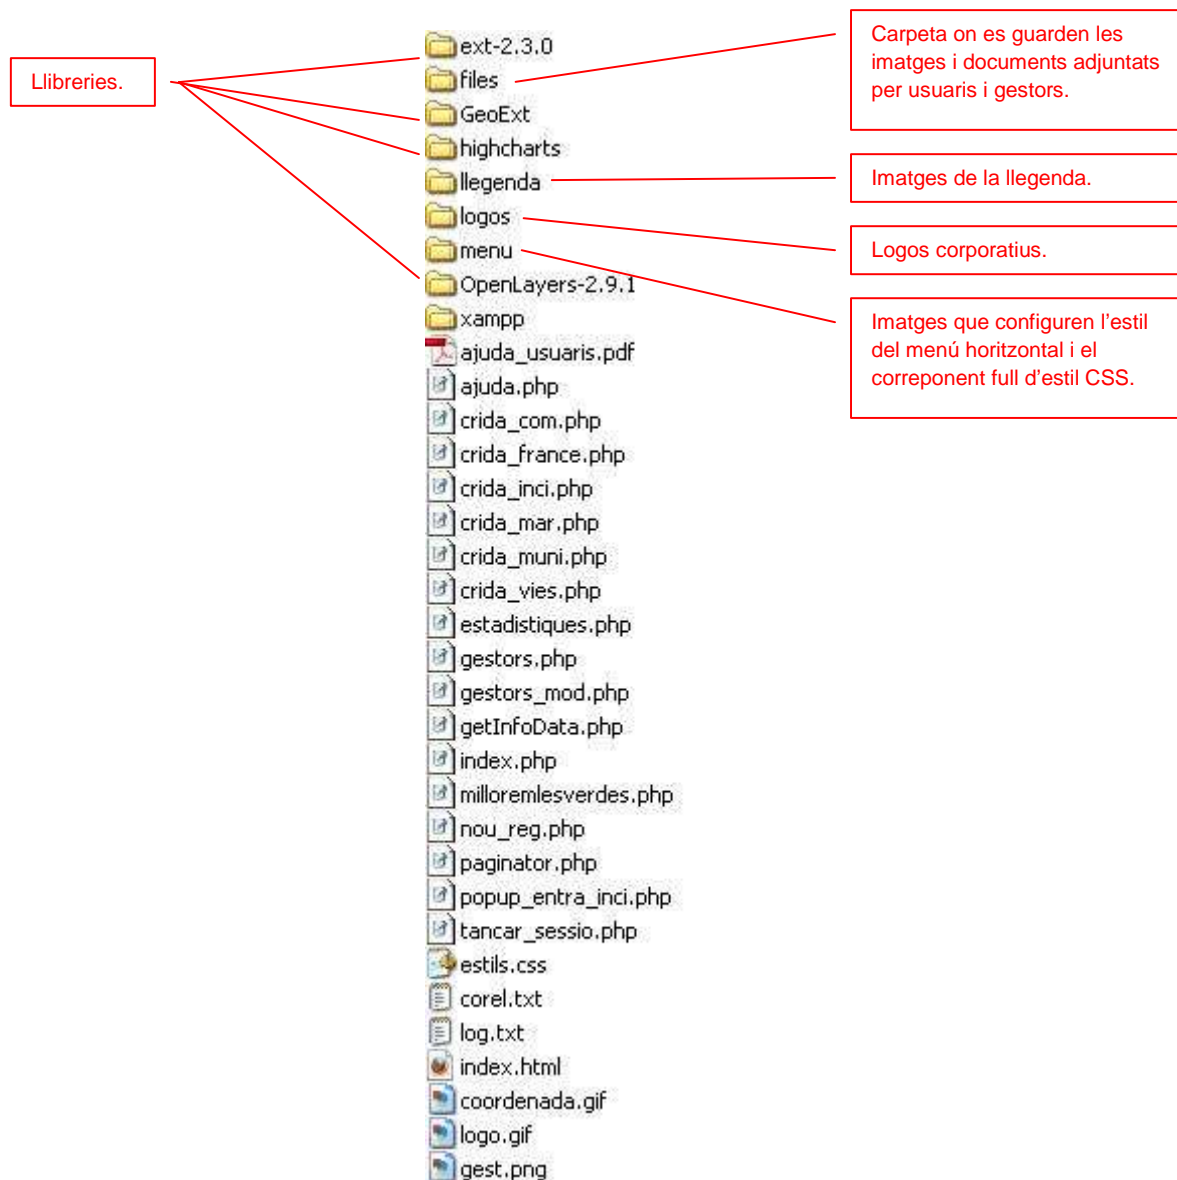 Llibreries.
ext-2.3.0
files
GeoExt
highcharts
llegenda
logos
menu
OpenLayers-2.9.1
xampp
ajuda_usuaris.pdf
ajuda.php
crida_com.php
crida_france.php
crida_inci.php
crida_mar.php
crida_muni.php
crida_vies.php
estadistiques.php
gestors.php
gestors_mod.php
getInfoData.php
index.php
milloremlesverdes.php
nou_reg.php
paginator.php
popup_entra_inci.php
tancar_sessio.php
estils.css
corel.txt
log.txt
index.html
coordenada.gif
logo.gif
gest.png
Carpeta on es guarden les
imatges i documents adjuntats
per usuaris i gestors.
Imatges de la llegenda.
Logos corporatius.
Imatges que configuren l’estil
del menú horitzontal i el
correponent full d’estil CSS.